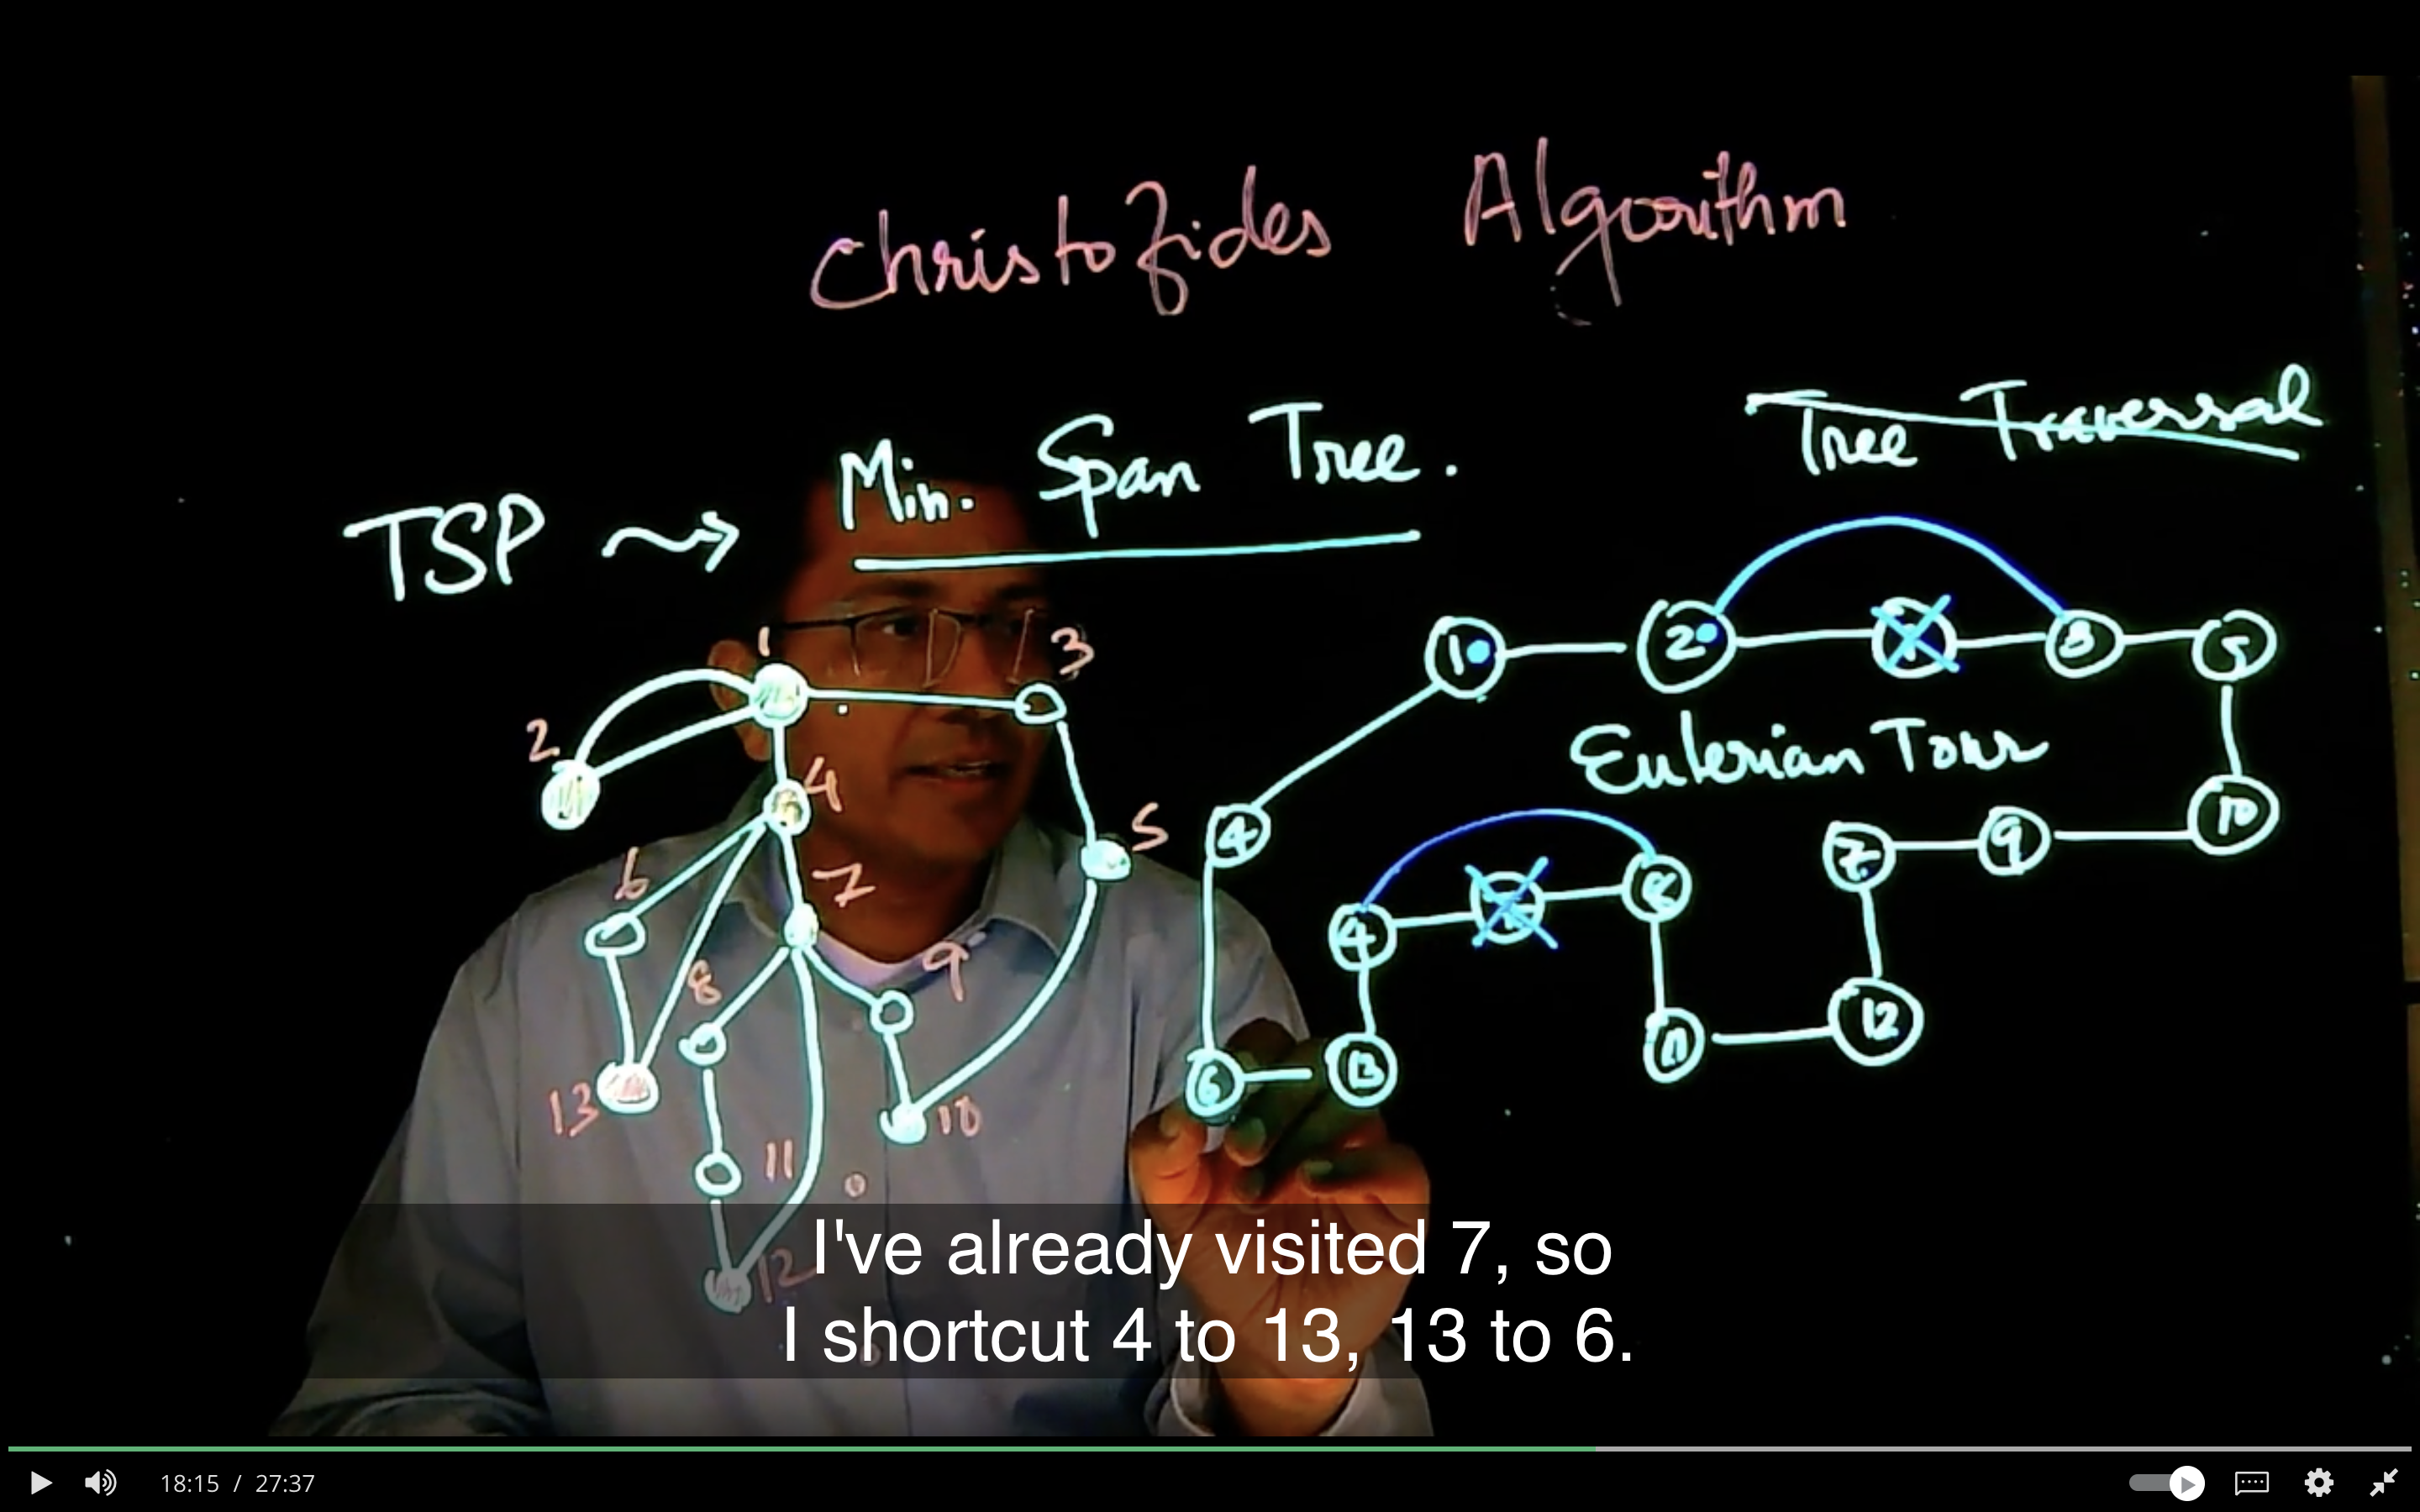 Christofides Algorithm
Tree Traversal
Min. Span Tree.
TSP
1
3
2
4
5
6
7
8
9
13
10
11
12
1 2 3 5
Eulerian Tour
4
7 9 10
4 8
6 13 11 12
I've already visited 7, so
I shortcut 4 to 13, 13 to 6.
18:15 / 27:37